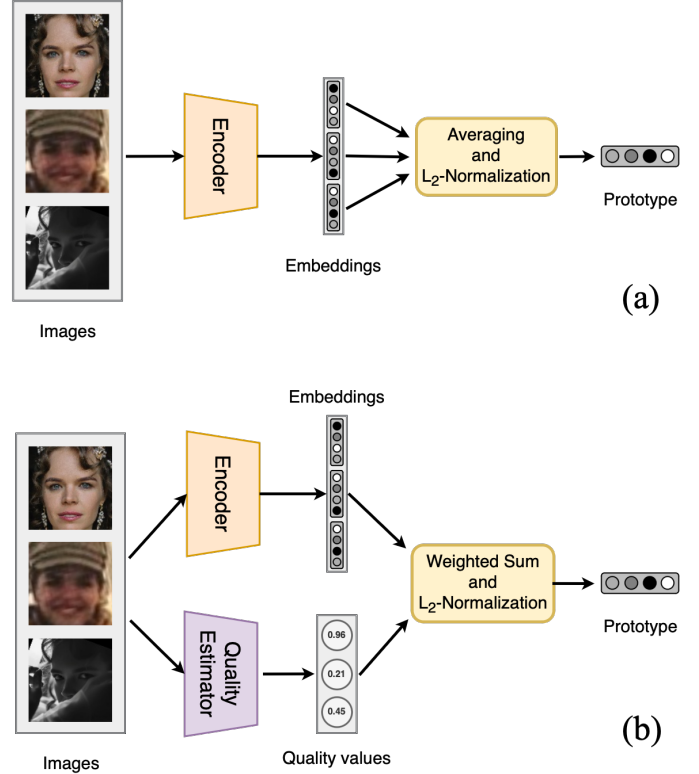 Encoder
Averaging
and
L2-Normalization
Prototype
Embeddings
(a)
Images
Embeddings
Encoder
Weighted Sum
and
L2-Normalization
Prototype
Quality
Estimator
0.96
0.21
0.45
(b)
Images
Quality values